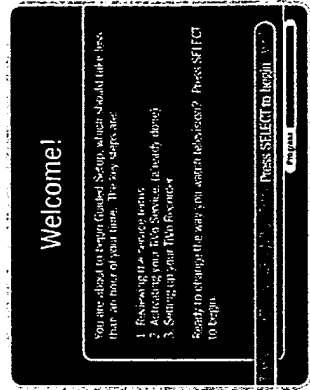 Welcome!
You are about to begin Guided Setup, which should take less
than an hour of your time. The key steps are:
1. Reviewing the Service Terms
2. Activating your TiVo Service (already done)
3. Setting up your TiVo Recorder
Ready to change the way you watch television? Press SELECT
to begin.
Press SELECT to begin
Progress